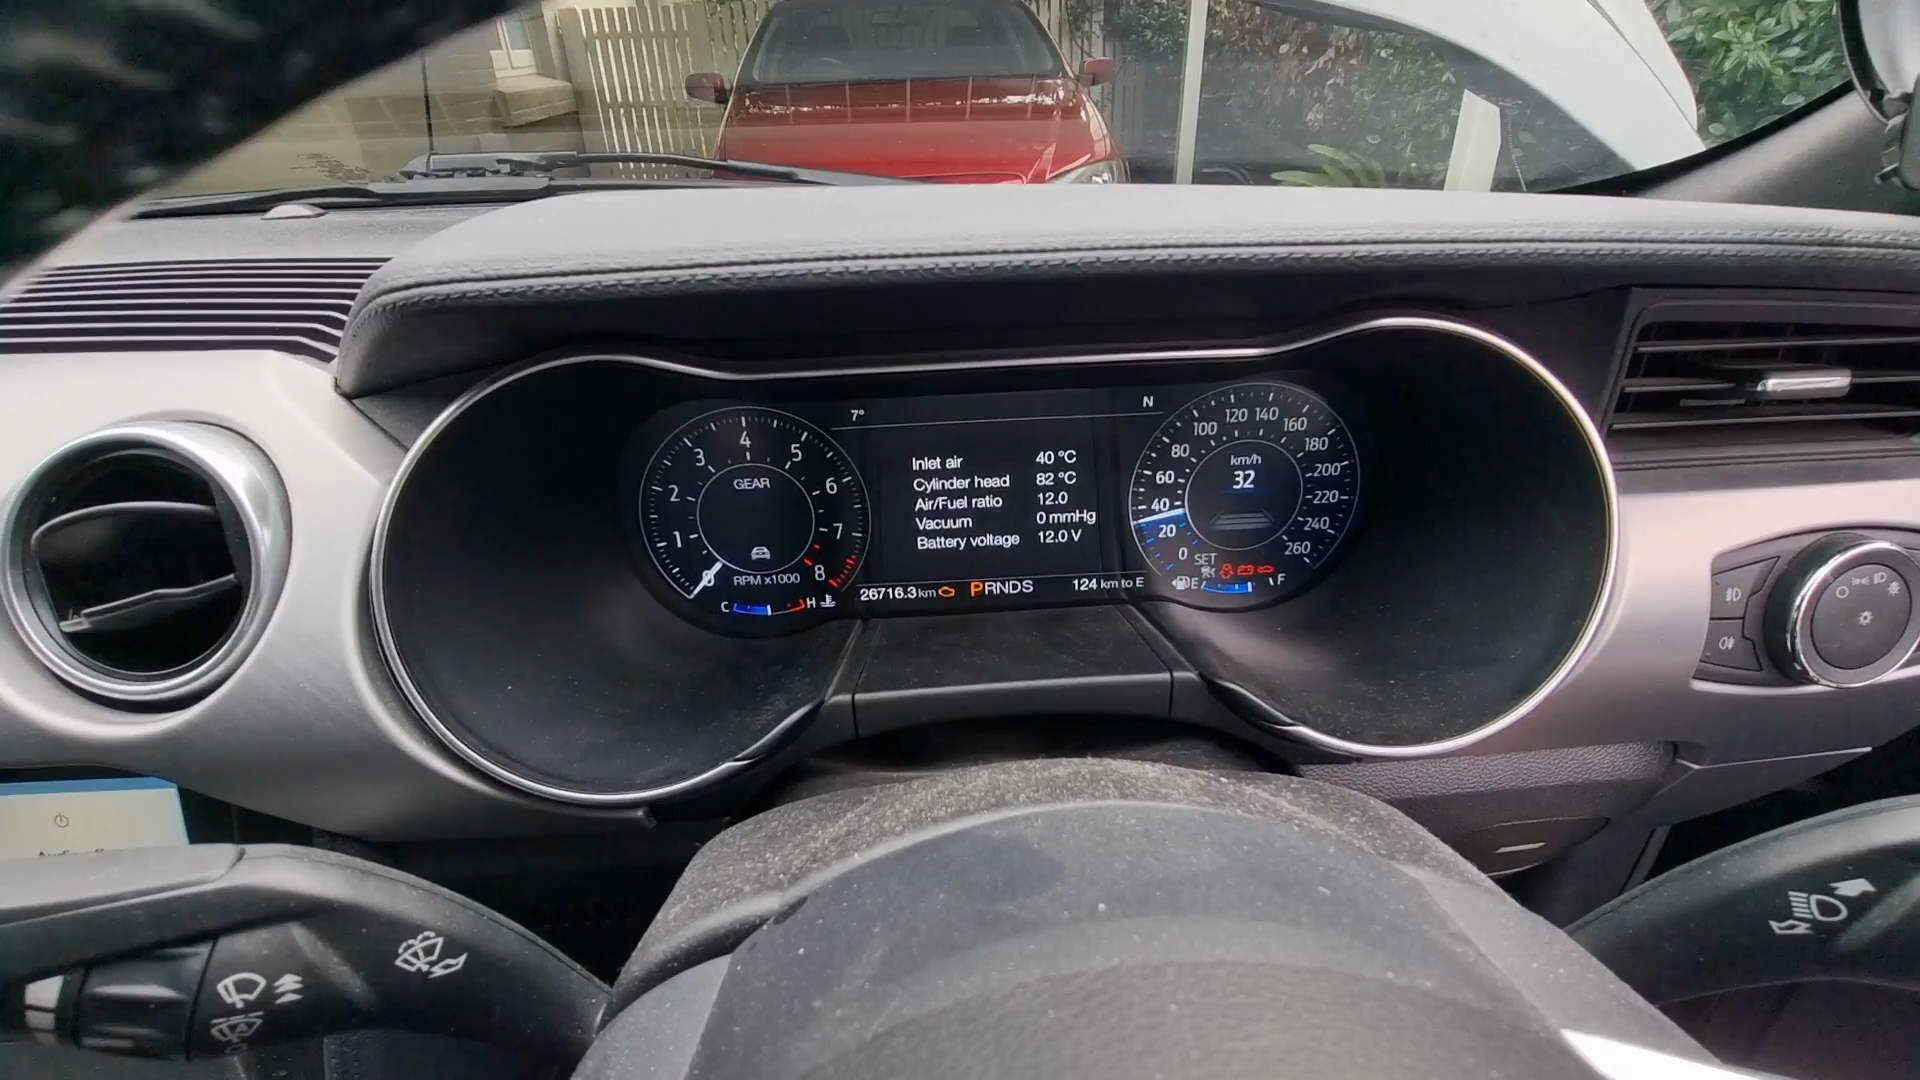 7°
N
4
3
5
2
6
1
7
0
8
GEAR
RPM x1000
C
H
Inlet air 40 °C
Cylinder head 82 °C
Air/Fuel ratio 12.0
Vacuum 0 mmHg
Battery voltage 12.0 V
26716.3 km
PRNDS
124 km to E
120 140
100 160
80 180
60 200
40 220
20 240
0 260
km/h
32
SET
E
F
A